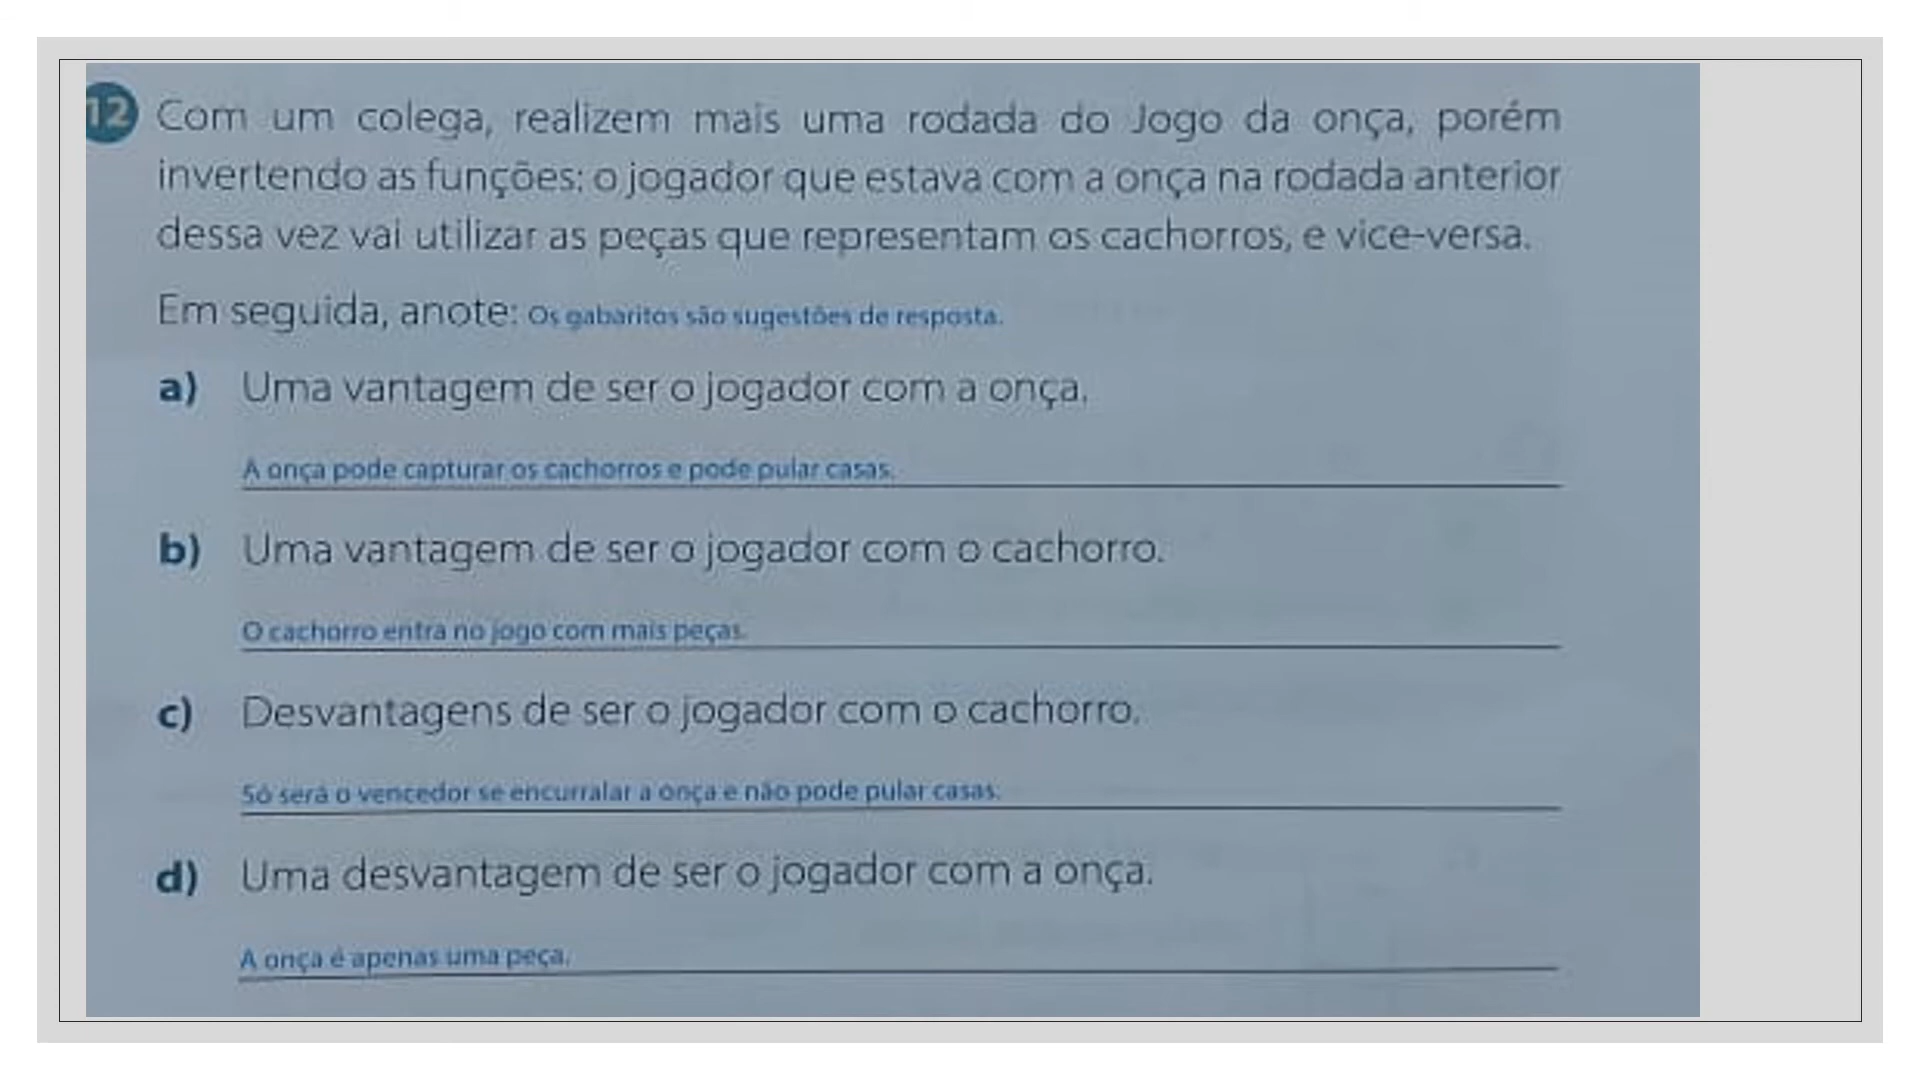 12 Com um colega, realizem mais uma rodada do Jogo da onça, porém
invertendo as funções: o jogador que estava com a onça na rodada anterior
dessa vez vai utilizar as peças que representam os cachorros, e vice-versa.
Em seguida, anote: Os gabaritos são sugestões de resposta.
a) Uma vantagem de ser o jogador com a onça.
A onça pode capturar os cachorros e pode pular casas.
b) Uma vantagem de ser o jogador com o cachorro.
O cachorro entra no jogo com mais peças.
c) Desvantagens de ser o jogador com o cachorro.
Só será o vencedor se encurralar a onça e não pode pular casas.
d) Uma desvantagem de ser o jogador com a onça.
A onça é apenas uma peça.